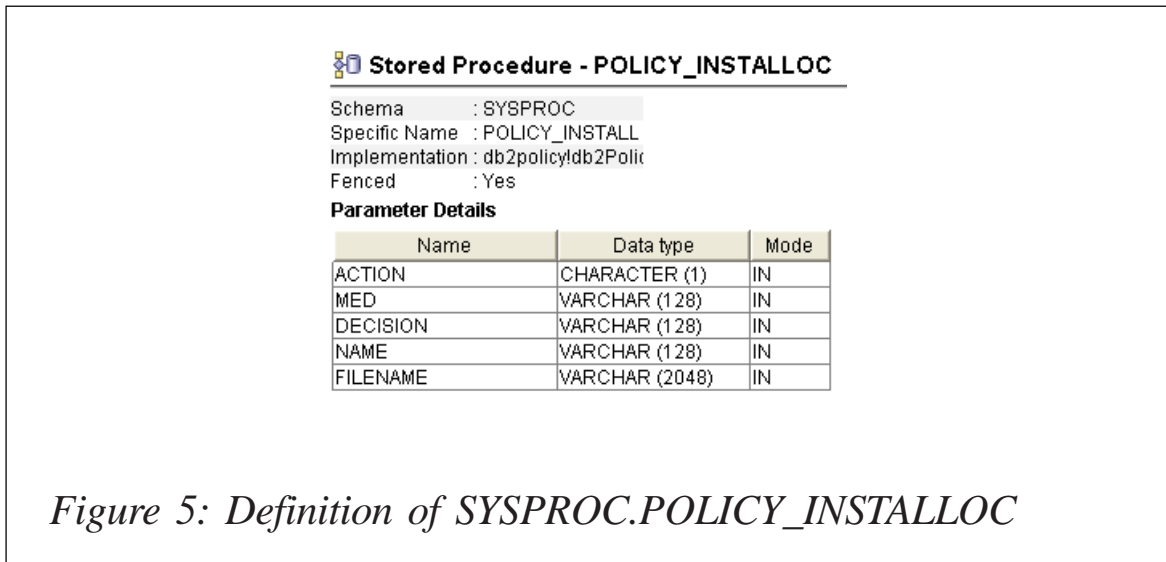 Stored Procedure - POLICY_INSTALLOC
Schema : SYSPROC
Specific Name : POLICY_INSTALL
Implementation : db2policy!db2Polic
Fenced : Yes
Parameter Details
Name Data type Mode
ACTION CHARACTER (1) IN
MED VARCHAR (128) IN
DECISION VARCHAR (128) IN
NAME VARCHAR (128) IN
FILENAME VARCHAR (2048) IN
Figure 5: Definition of SYSPROC.POLICY_INSTALLOC